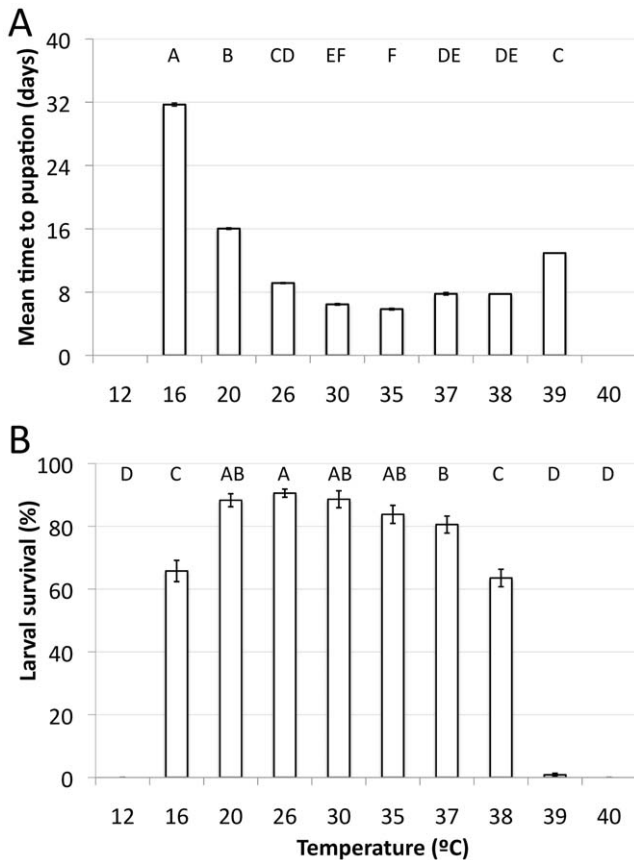 A
Mean time to pupation (days)
40
32
24
16
8
0
A B CD EF F DE DE C
12 16 20 26 30 35 37 38 39 40
B
Larval survival (%)
100
80
60
40
20
0
D C AB A AB AB B C D D
12 16 20 26 30 35 37 38 39 40
Temperature (ºC)